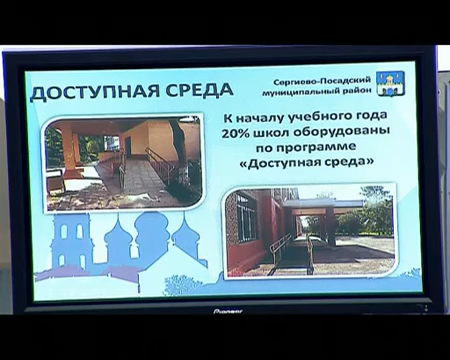 ДОСТУПНАЯ СРЕДА
Сергиево-Посадский
муниципальный район
К началу учебного года
20% школ оборудованы
по программе
«Доступная среда»
Pioneer